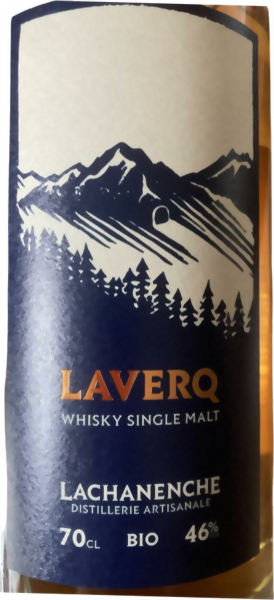 LAVERQ
WHISKY SINGLE MALT
LACHANENCHE
DISTILLERIE ARTISANALE
70CL BIO 46%